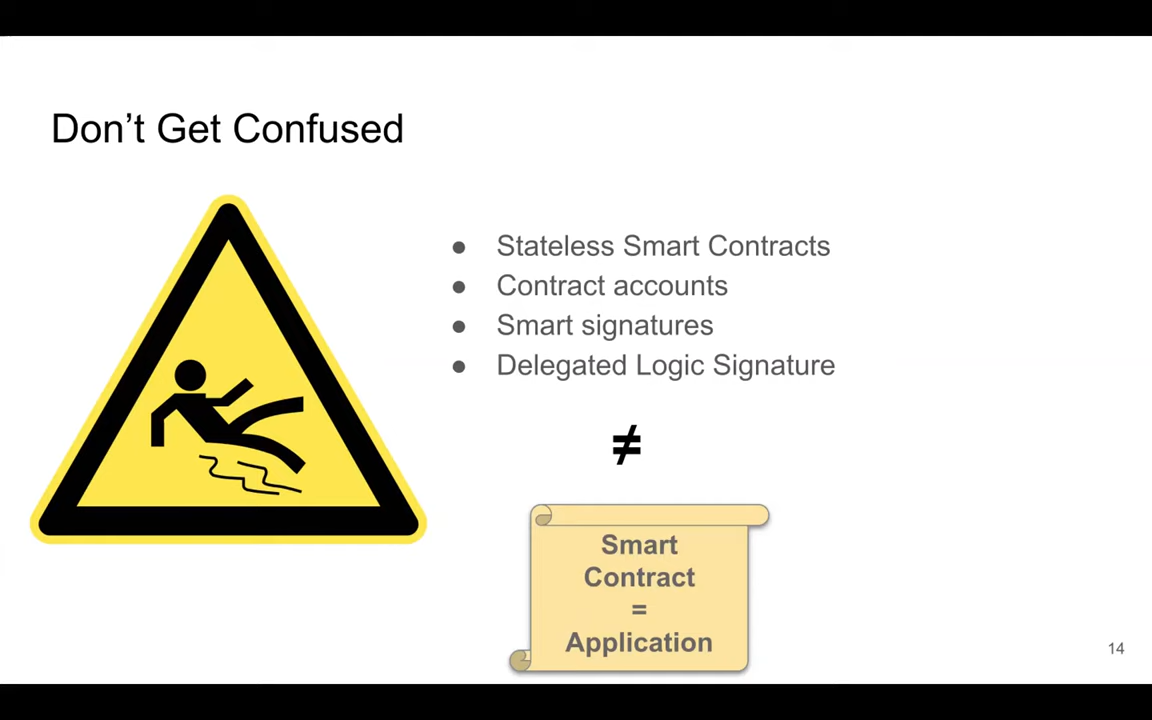 Don’t Get Confused
● Stateless Smart Contracts
● Contract accounts
● Smart signatures
● Delegated Logic Signature
≠
Smart
Contract
=
Application
14